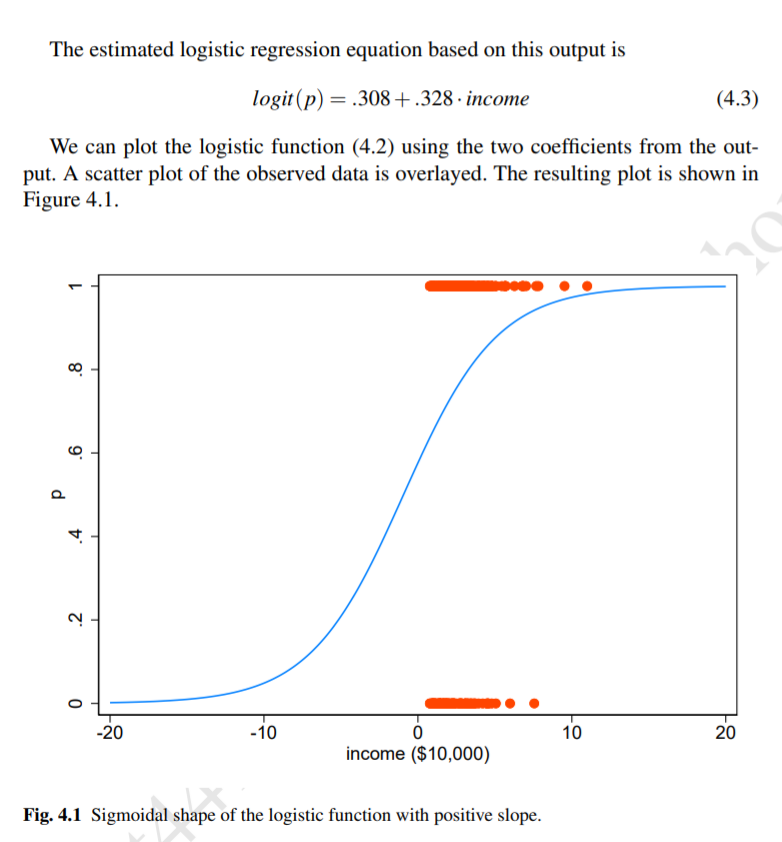 The estimated logistic regression equation based on this output is
logit(p) = .308 + .328 · income (4.3)
We can plot the logistic function (4.2) using the two coefficients from the out-
put. A scatter plot of the observed data is overlayed. The resulting plot is shown in
Figure 4.1.
1
.8
.6
.4
.2
0
p
-20 -10 0 10 20
income ($10,000)
Fig. 4.1 Sigmoidal shape of the logistic function with positive slope.